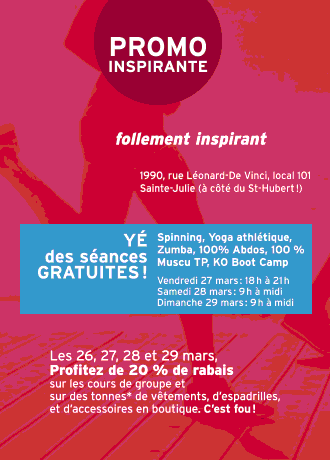 PROMO
INSPIRANTE
follement inspirant
1990, rue Léonard-De Vinci, local 101
Sainte-Julie (à côté du St-Hubert!)
YÉ
des séances
GRATUITES!
Spinning, Yoga athlétique,
Zumba, 100% Abdos, 100 %
Muscu TP, KO Boot Camp
Vendredi 27 mars: 18 h à 21h
Samedi 28 mars: 9 h à midi
Dimanche 29 mars: 9 h à midi
Les 26, 27, 28 et 29 mars,
Profitez de 20 % de rabais
sur les cours de groupe et
sur des tonnes* de vêtements, d'espadrilles,
et d'accessoires en boutique. C'est fou!